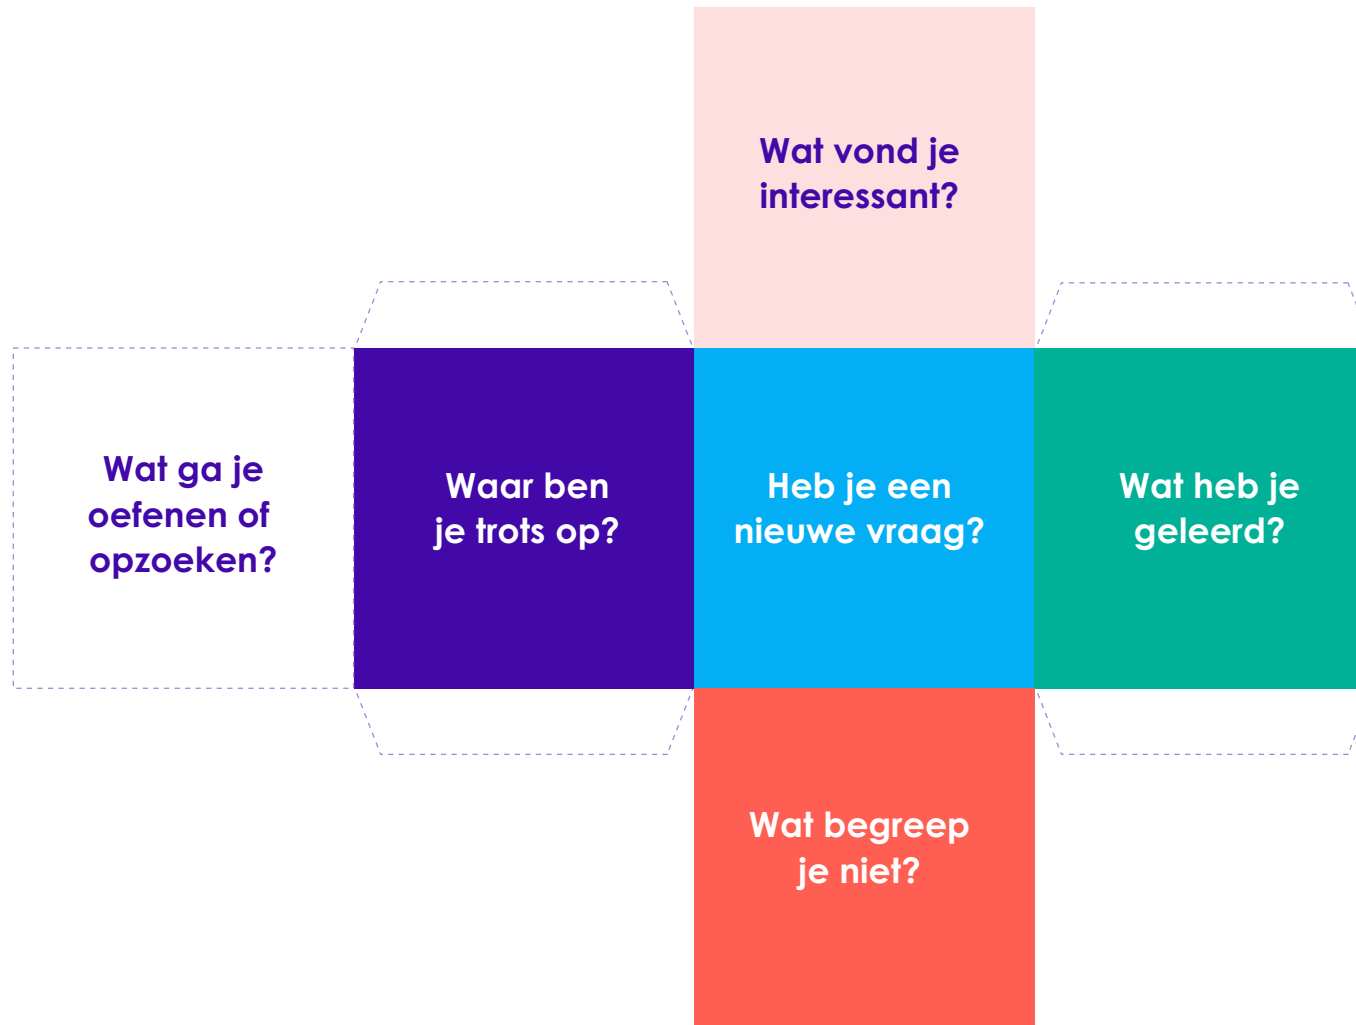 Wat vond je
interessant?
Wat ga je
oefenen of
opzoeken?
Waar ben
je trots op?
Heb je een
nieuwe vraag?
Wat heb je
geleerd?
Wat begreep
je niet?